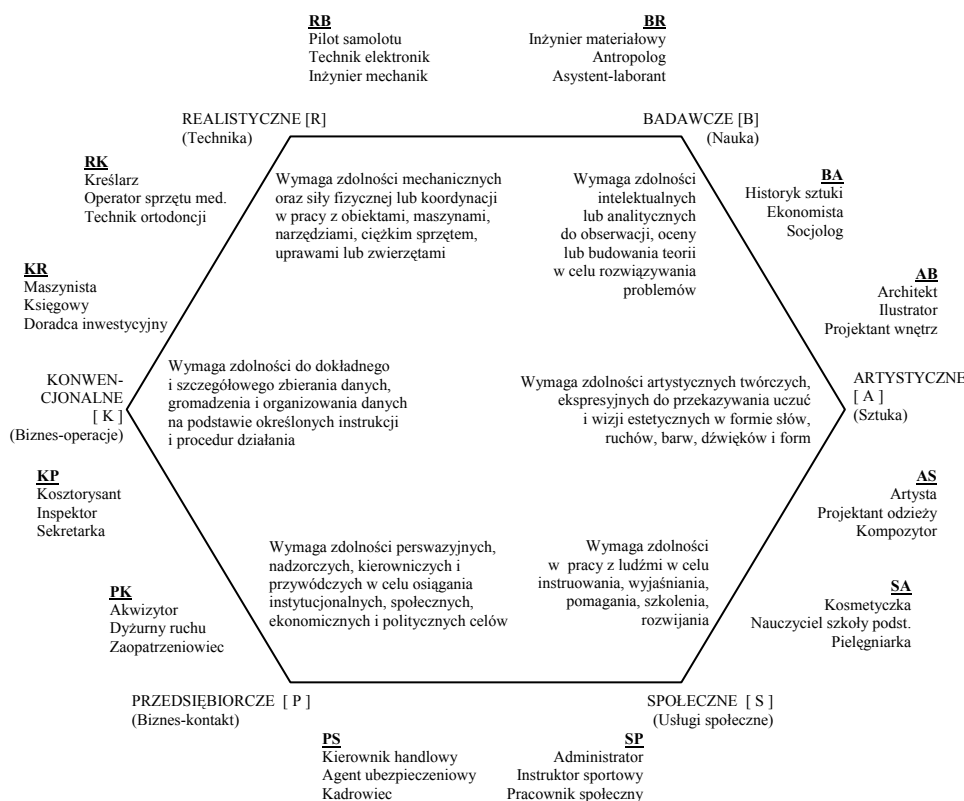 RB
Pilot samolotu
Technik elektronik
Inżynier mechanik
BR
Inżynier materiałowy
Antropolog
Asystent-laborant
REALISTYCZNE [R]
(Technika)
BADAWCZE [B]
(Nauka)
RK
Kreślarz
Operator sprzętu med.
Technik ortodoncji
Wymaga zdolności mechanicznych
oraz siły fizycznej lub koordynacji
w pracy z obiektami, maszynami,
narzędziami, ciężkim sprzętem,
uprawami lub zwierzętami
Wymaga zdolności
intelektualnych
lub analitycznych
do obserwacji, oceny
lub budowania teorii
w celu rozwiązywania
problemów
BA
Historyk sztuki
Ekonomista
Socjolog
KR
Maszynista
Księgowy
Doradca inwestycyjny
AB
Architekt
Ilustrator
Projektant wnętrz
KONWEN-
CJONALNE
[ K ]
(Biznes-operacje)
Wymaga zdolności do dokładnego
i szczegółowego zbierania danych,
gromadzenia i organizowania danych
na podstawie określonych instrukcji
i procedur działania
Wymaga zdolności artystycznych twórczych,
ekspresyjnych do przekazywania uczuć
i wizji estetycznych w formie słów,
ruchów, barw, dźwięków i form
ARTYSTYCZNE
[ A ]
(Sztuka)
KP
Kosztorysant
Inspektor
Sekretarka
AS
Artysta
Projektant odzieży
Kompozytor
Wymaga zdolności perswazyjnych,
nadzorczych, kierowniczych i
przywódczych w celu osiągania
instytucjonalnych, społecznych,
ekonomicznych i politycznych celów
Wymaga zdolności
w pracy z ludźmi w celu
instruowania, wyjaśniania,
pomagania, szkolenia,
rozwijania
PK
Akwizytor
Dyżurny ruchu
Zaopatrzeniowiec
SA
Kosmetyczka
Nauczyciel szkoły podst.
Pielęgniarka
PRZEDSIĘBIORCZE [ P ]
(Biznes-kontakt)
SPOŁECZNE [ S ]
(Usługi społeczne)
PS
Kierownik handlowy
Agent ubezpieczeniowy
Kadrowiec
SP
Administrator
Instruktor sportowy
Pracownik społeczny